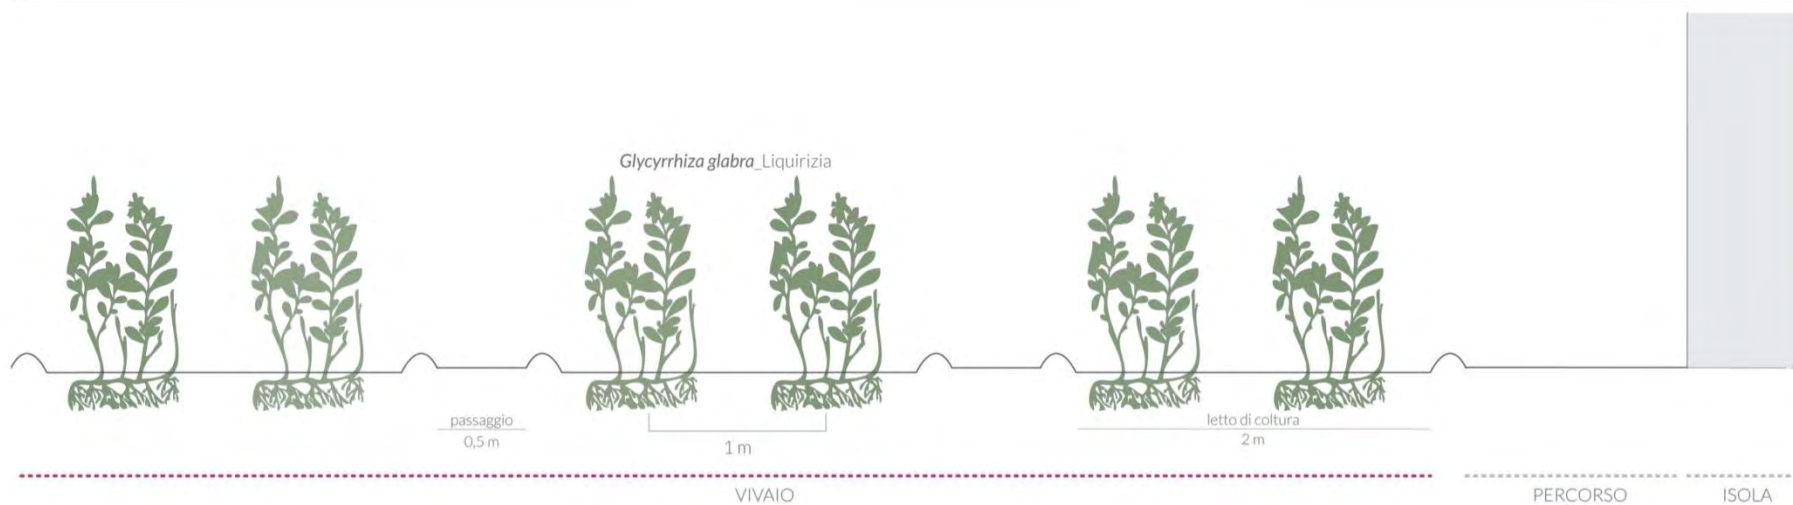 Glycyrrhiza glabra_Liquirizia
passaggio
0,5 m
1 m
letto di coltura
2 m
VIVAIO
PERCORSO
ISOLA